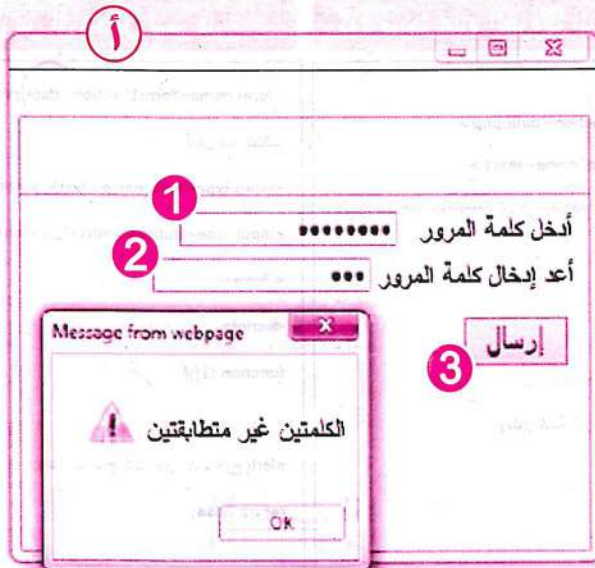 أ
1
أدخل كلمة المرور
2
أعد إدخال كلمة المرور
إرسال
3
Message from webpage
الكلمتين غير متطابقتين
OK